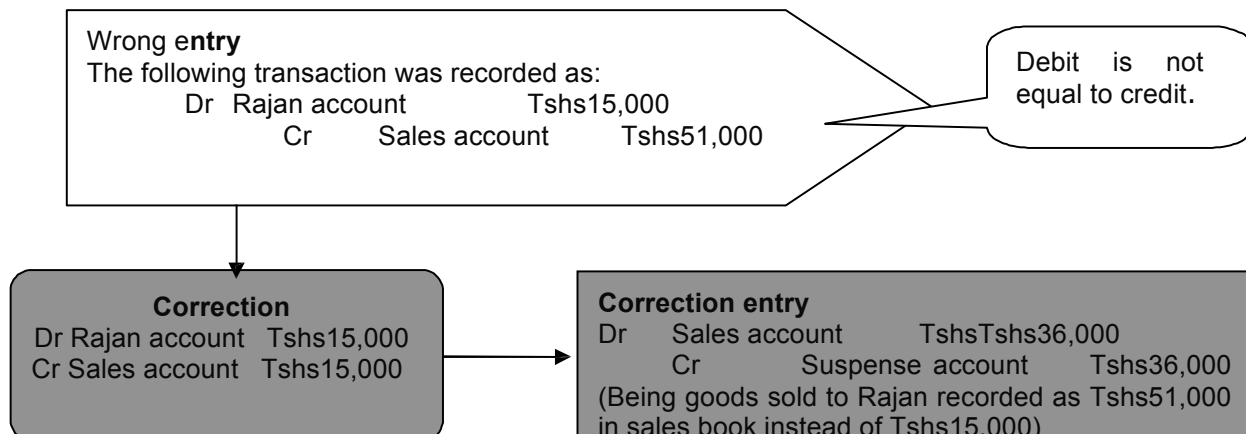 Wrong entry
The following transaction was recorded as:
Dr Rajan account Tshs15,000
Cr Sales account Tshs51,000
Debit is not
equal to credit.
Correction
Dr Rajan account Tshs15,000
Cr Sales account Tshs15,000
Correction entry
Dr Sales account TshsTshs36,000
Cr Suspense account Tshs36,000
(Being goods sold to Rajan recorded as Tshs51,000
in sales book instead of Tshs15,000)